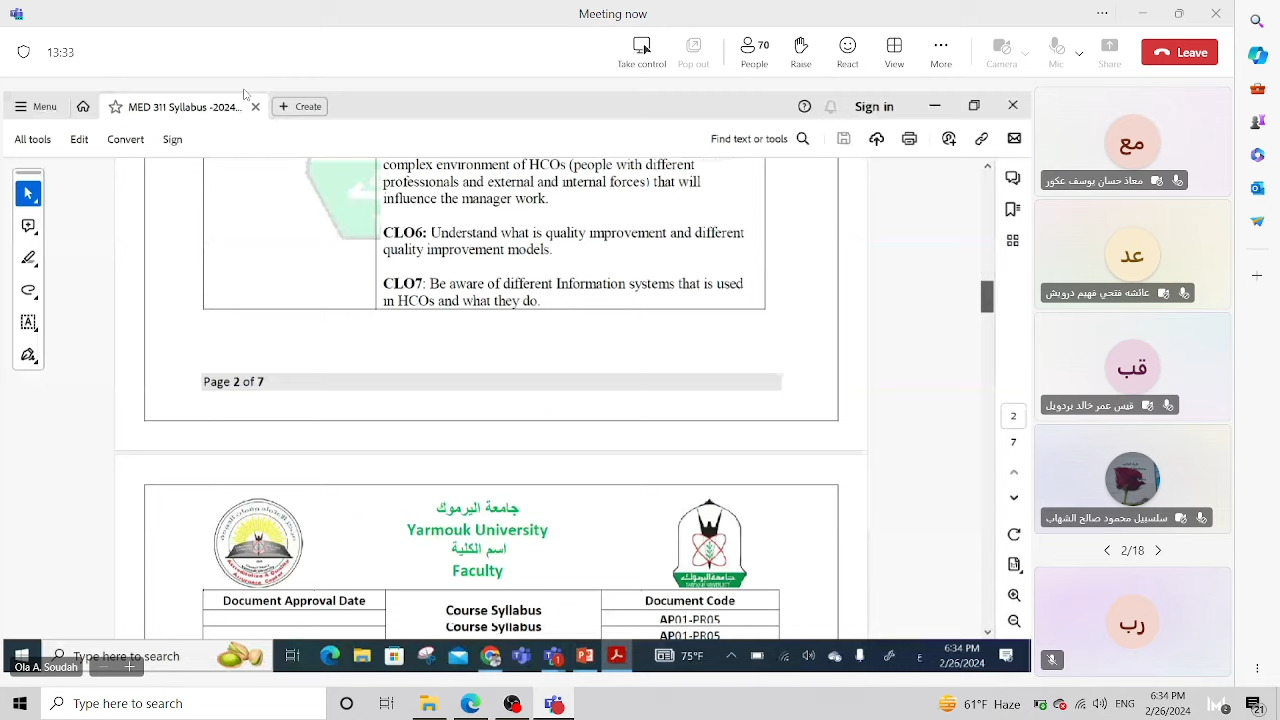 Meeting now
13:33
Take control
Pop out
70
People
Raise
React
View
More
Camera
Mic
Share
Leave
Menu
MED 311 Syllabus -2024...
Create
Sign in
All tools
Edit
Convert
Sign
Find text or tools
complex environment of HCOs (people with different
professionals and external and internal forces) that will
influence the manager work.
CLO6: Understand what is quality improvement and different
quality improvement models.
CLO7: Be aware of different Information systems that is used
in HCOs and what they do.
Page 2 of 7
2
7
جامعة اليرموك
Yarmouk University
اسم الكلية
Faculty
Document Approval Date
Course Syllabus
Course Syllabus
Document Code
AP01-PR05
AP01-PR05
مع
معاذ حسان يوسف عكور
عد
عائشه فتحي فهيم درويش
قب
قيس عمر خالد بردويل
سلسبيل محمود صالح الشهاب
2/18
رب
Type here to search
Ola A. Soudah
75°F
6:34 PM
2/26/2024
Type here to search
61°F Haze
ENG
6:34 PM
2/26/2024
21